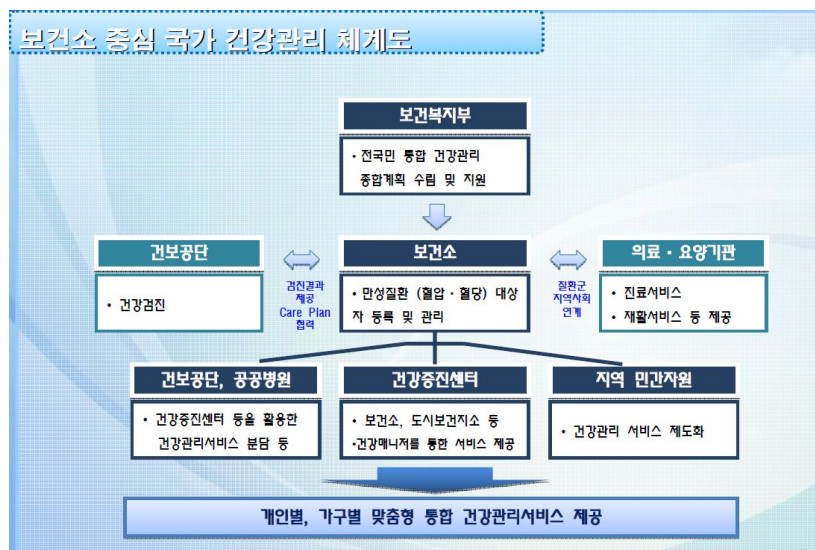 보건소 중심 국가 건강관리 체계도
보건복지부
• 전국민 통합 건강관리
종합계획 수립 및 지원
건보공단
• 건강검진
검진결과
제공
Care Plan
협력
보건소
• 만성질환 (혈압・혈당) 대상
자 등록 및 관리
질환군
지역사회
연계
의료・요양기관
• 진료서비스
• 재활서비스 등 제공
건보공단, 공공병원
• 건강증진센터 등을 활용한
건강관리서비스 분담 등
건강증진센터
• 보건소, 도시보건지소 등
•건강매니저를 통한 서비스 제공
지역 민간자원
• 건강관리 서비스 제도화
개인별, 가구별 맞춤형 통합 건강관리서비스 제공